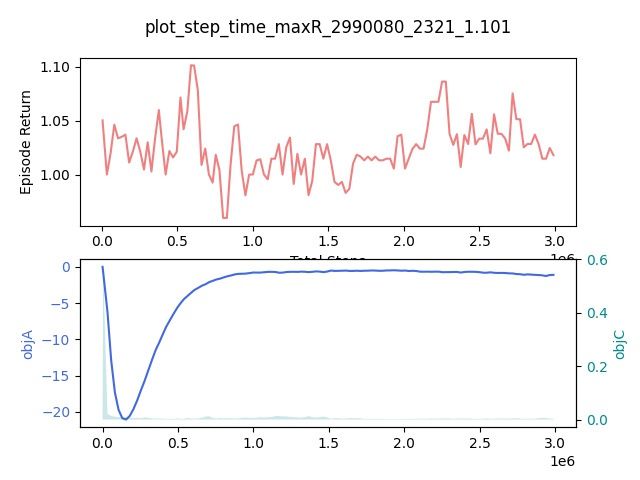 plot_step_time_maxR_2990080_2321_1.101
1.10
1.05
1.00
Episode Return
0.0 0.5 1.0 1.5 2.0 2.5 3.0
Total Steps
1e6
0
−5
−10
−15
−20
objA
0.6
0.4
0.2
0.0
objC
0.0 0.5 1.0 1.5 2.0 2.5 3.0
1e6